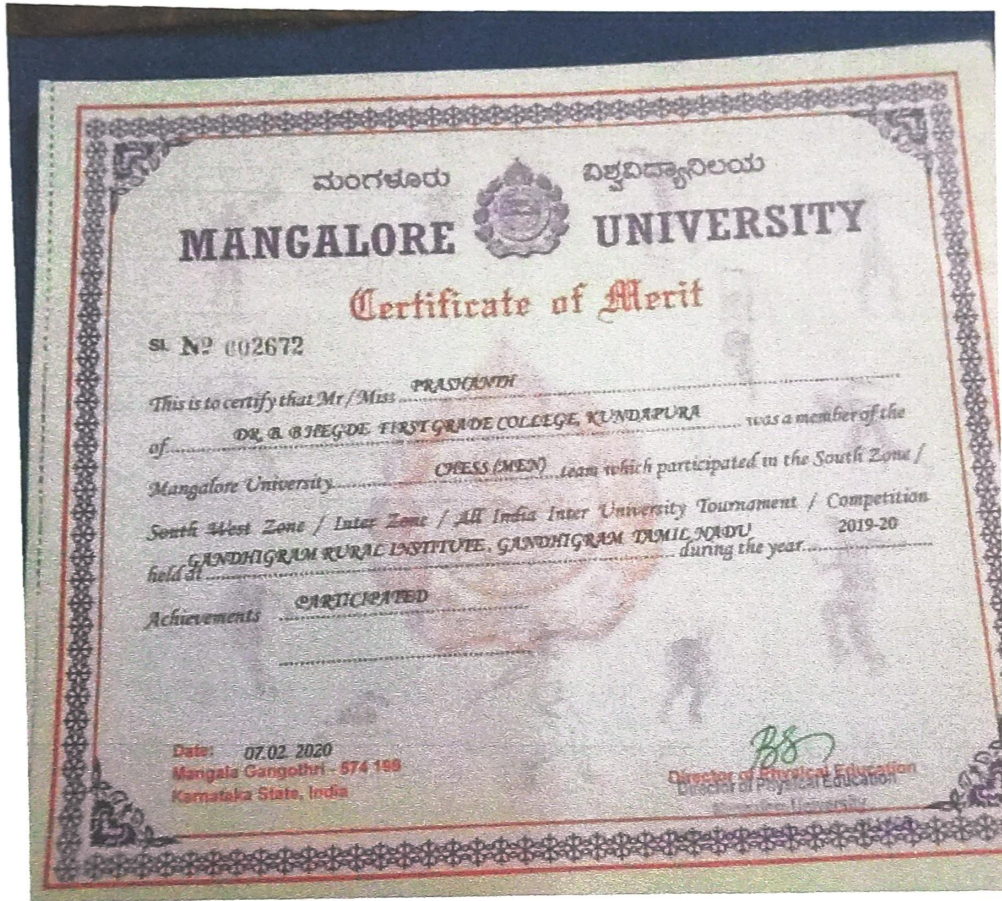 ಮಂಗಳೂರು ವಿಶ್ವವಿದ್ಯಾನಿಲಯ
MANGALORE UNIVERSITY
Certificate of Merit
SL. Nº 002672
This is to certify that Mr / Miss PRASHANTH
of DR. B. B HEGDE FIRST GRADE COLLEGE, KUNDAPURA was a member of the
Mangalore University CHESS (MEN) team which participated in the South Zone /
South West Zone / Inter Zone / All India Inter University Tournament / Competition
held at GANDHIGRAM RURAL INSTITUTE, GANDHIGRAM TAMIL NADU during the year 2019-20
Achievements PARTICIPATED
Date: 07.02.2020
Mangala Gangothri - 574 199
Karnataka State, India
Director of Physical Education
Director of Physical Education
Mangalore University